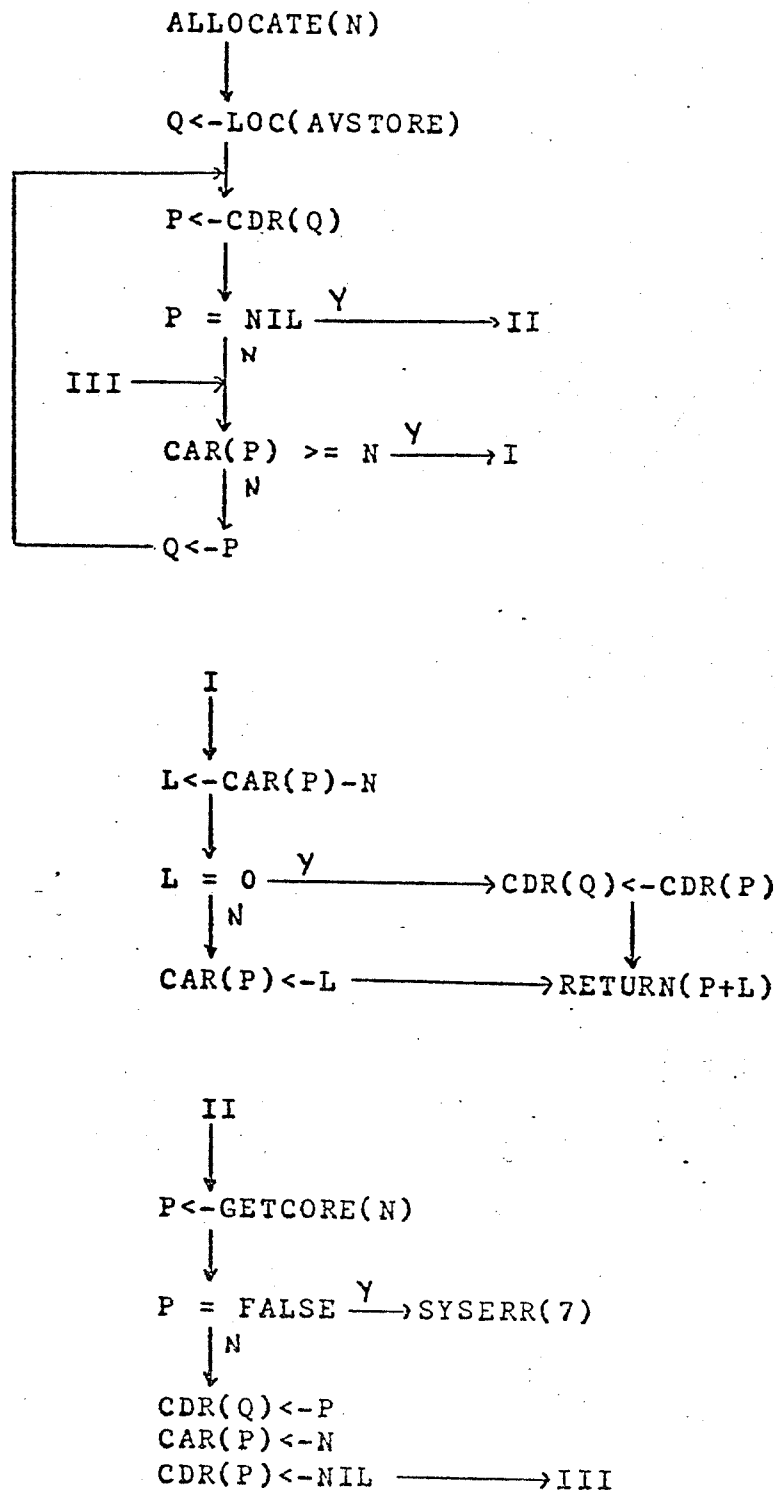 ALLOCATE(N)
Q<-LOC(AVSTORE)
P<-CDR(Q)
P = NIL Y II
N
III
CAR(P) >= N Y I
N
Q<-P
I
L<-CAR(P)-N
L = 0 Y CDR(Q)<-CDR(P)
N
CAR(P)<-L RETURN(P+L)
II
P<-GETCORE(N)
P = FALSE Y SYSERR(7)
N
CDR(Q)<-P
CAR(P)<-N
CDR(P)<-NIL III